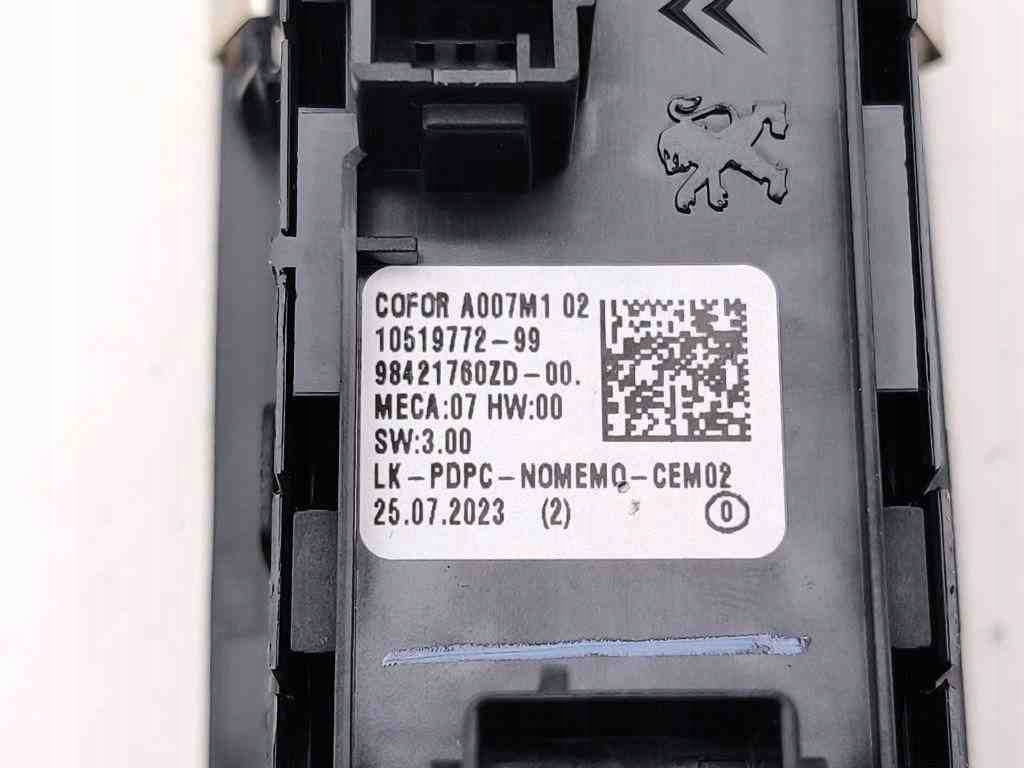 COFOR A007M1 02
10519772-99
98421760ZD-00.
MECA:07 HW:00
SW:3.00
LK-PDPC-NOMEMO-CEM02
25.07.2023 (2) 0